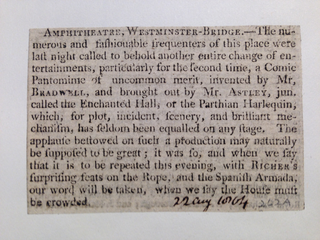 AMPHITHEATRE, WESTMINSTER-BRIDGE.—The nu-
merous and fashionable frequenters of this place were
last night called to behold another entire change of en-
tertainments, particularly for the second time, a Comic
Pantomime of uncommon merit, invented by Mr,
BRADWELL, and brought out by Mr. ASTLEY, jun.
called the Enchanted Hall, or the Parthian Harlequin,
which, for plot, incident, scenery, and brilliant me-
chanism, has seldom been equalled on any stage. The
applause bestowed on such a production may naturally
be supposed to be great; it was so, and when we say
that it is to be repeated this evening, with RICHER's
surprising feats on the Rope, and the Spanish Armada,
our word will be taken, when we say the House must
be crowded.
22 Aug 1804